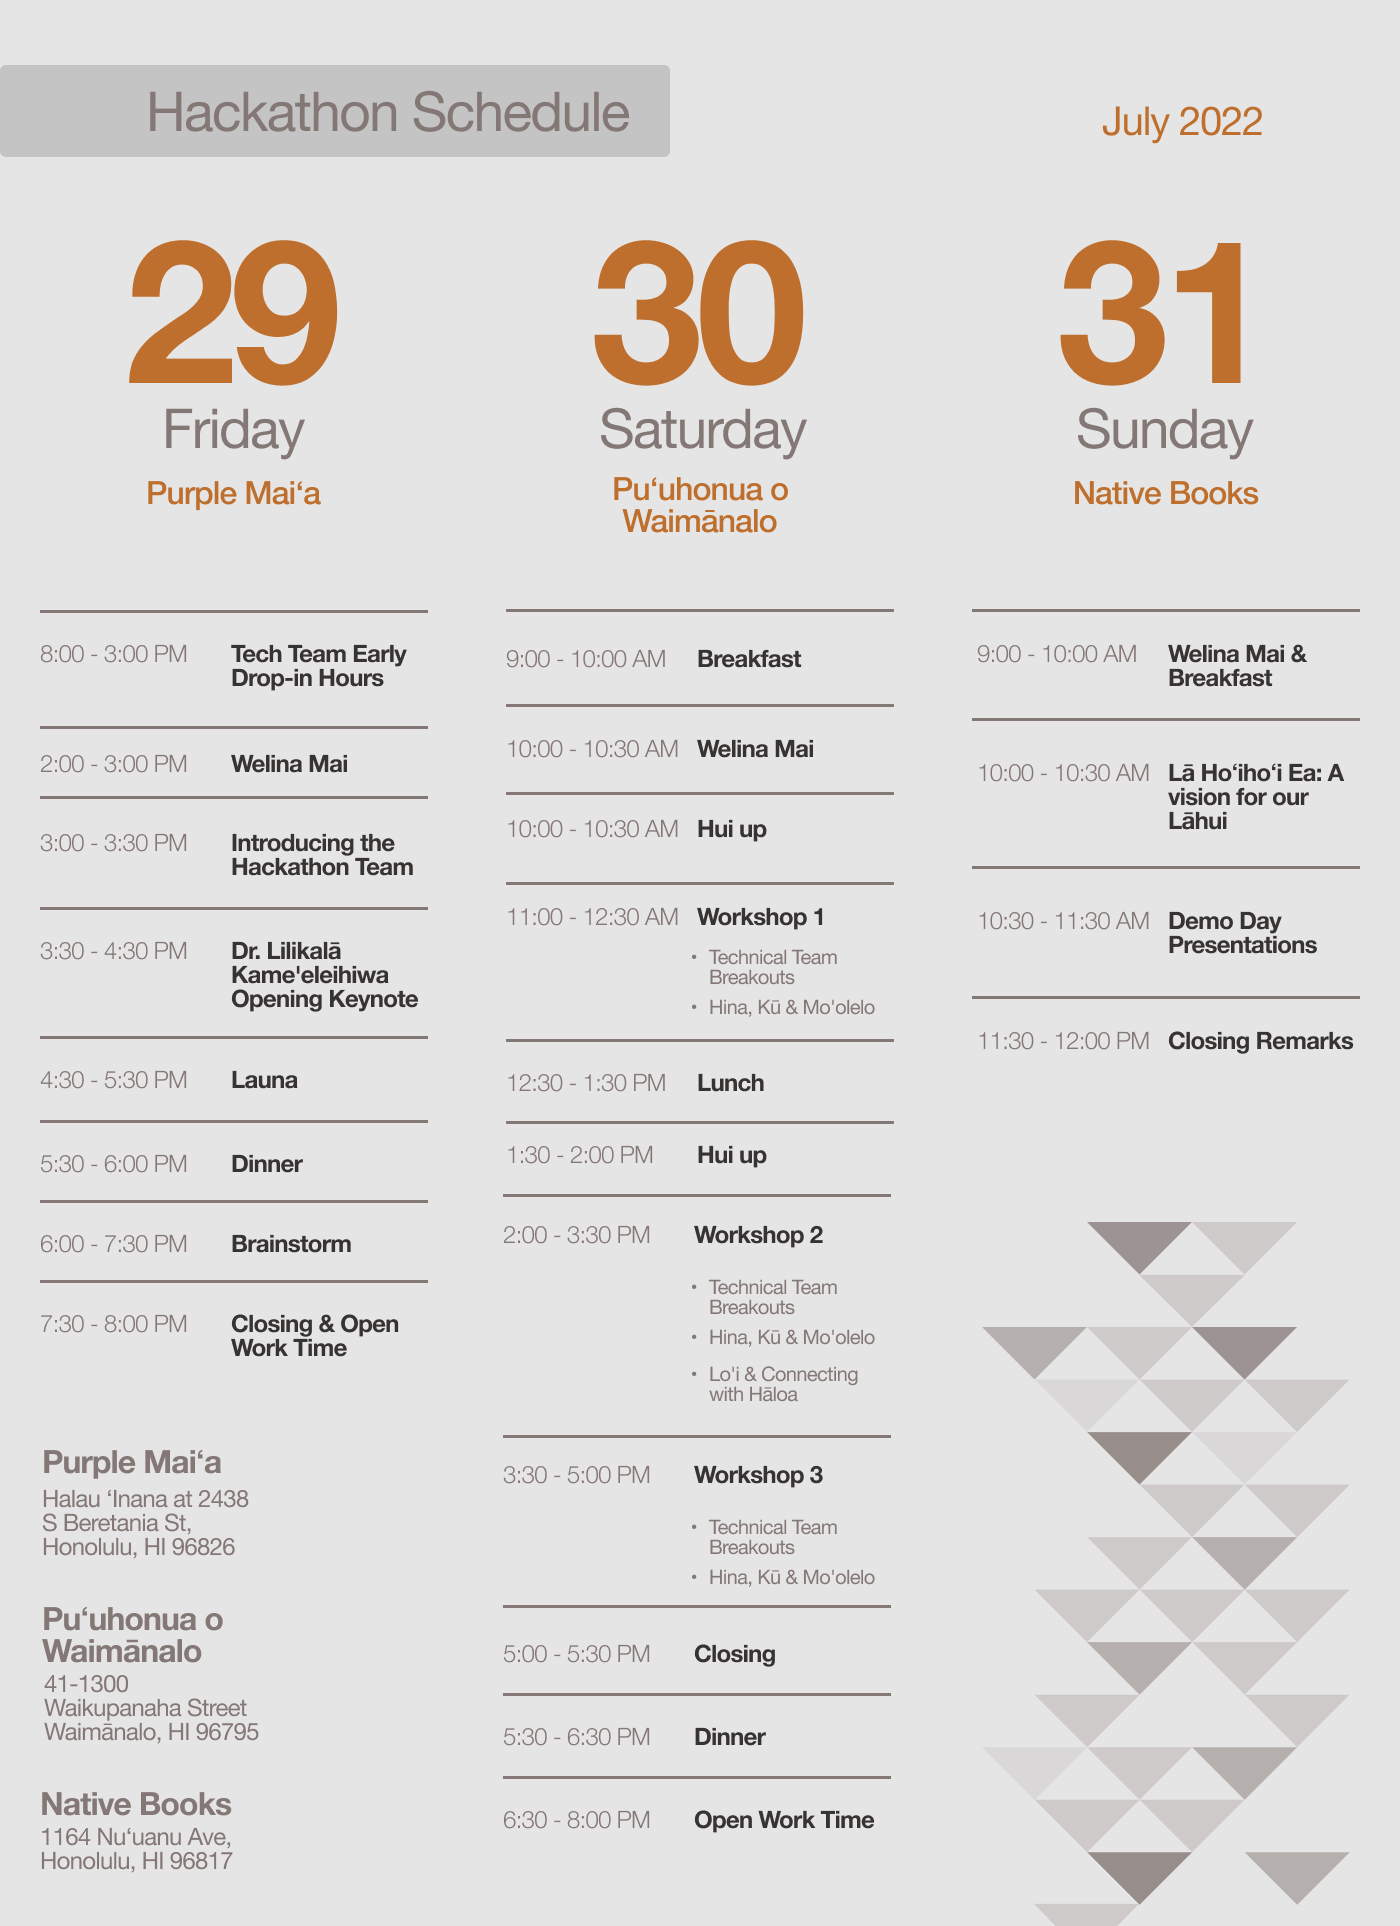 Hackathon Schedule
July 2022
29
Friday
Purple Maiʻa
8:00 - 3:00 PM Tech Team Early
Drop-in Hours
2:00 - 3:00 PM Welina Mai
3:00 - 3:30 PM Introducing the
Hackathon Team
3:30 - 4:30 PM Dr. Lilikalā
Kame'eleihiwa
Opening Keynote
4:30 - 5:30 PM Launa
5:30 - 6:00 PM Dinner
6:00 - 7:30 PM Brainstorm
7:30 - 8:00 PM Closing & Open
Work Time
Purple Maiʻa
Halau ʻInana at 2438
S Beretania St,
Honolulu, HI 96826
Puʻuhonua o
Waimānalo
41-1300
Waikupanaha Street
Waimānalo, HI 96795
Native Books
1164 Nuʻuanu Ave,
Honolulu, HI 96817
30
Saturday
Puʻuhonua o
Waimānalo
9:00 - 10:00 AM Breakfast
10:00 - 10:30 AM Welina Mai
10:00 - 10:30 AM Hui up
11:00 - 12:30 AM Workshop 1
• Technical Team
Breakouts
• Hina, Kū & Mo'olelo
12:30 - 1:30 PM Lunch
1:30 - 2:00 PM Hui up
2:00 - 3:30 PM Workshop 2
• Technical Team
Breakouts
• Hina, Kū & Mo'olelo
• Lo'i & Connecting
with Hāloa
3:30 - 5:00 PM Workshop 3
• Technical Team
Breakouts
• Hina, Kū & Mo'olelo
5:00 - 5:30 PM Closing
5:30 - 6:30 PM Dinner
6:30 - 8:00 PM Open Work Time
31
Sunday
Native Books
9:00 - 10:00 AM Welina Mai &
Breakfast
10:00 - 10:30 AM Lā Hoʻihoʻi Ea: A
vision for our
Lāhui
10:30 - 11:30 AM Demo Day
Presentations
11:30 - 12:00 PM Closing Remarks